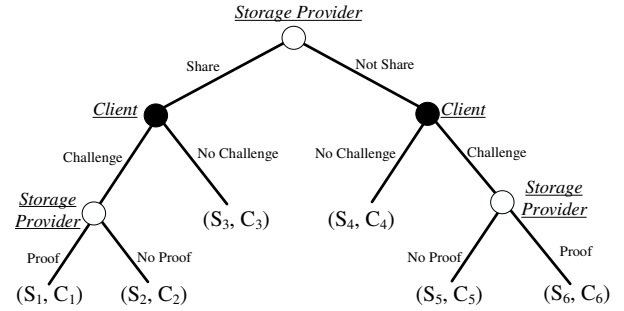 Storage Provider
Share
Not Share
Client
Client
Challenge
No Challenge
No Challenge
Challenge
Storage
Provider
(S3, C3)
(S4, C4)
Storage
Provider
Proof
No Proof
No Proof
Proof
(S1, C1)
(S2, C2)
(S5, C5)
(S6, C6)